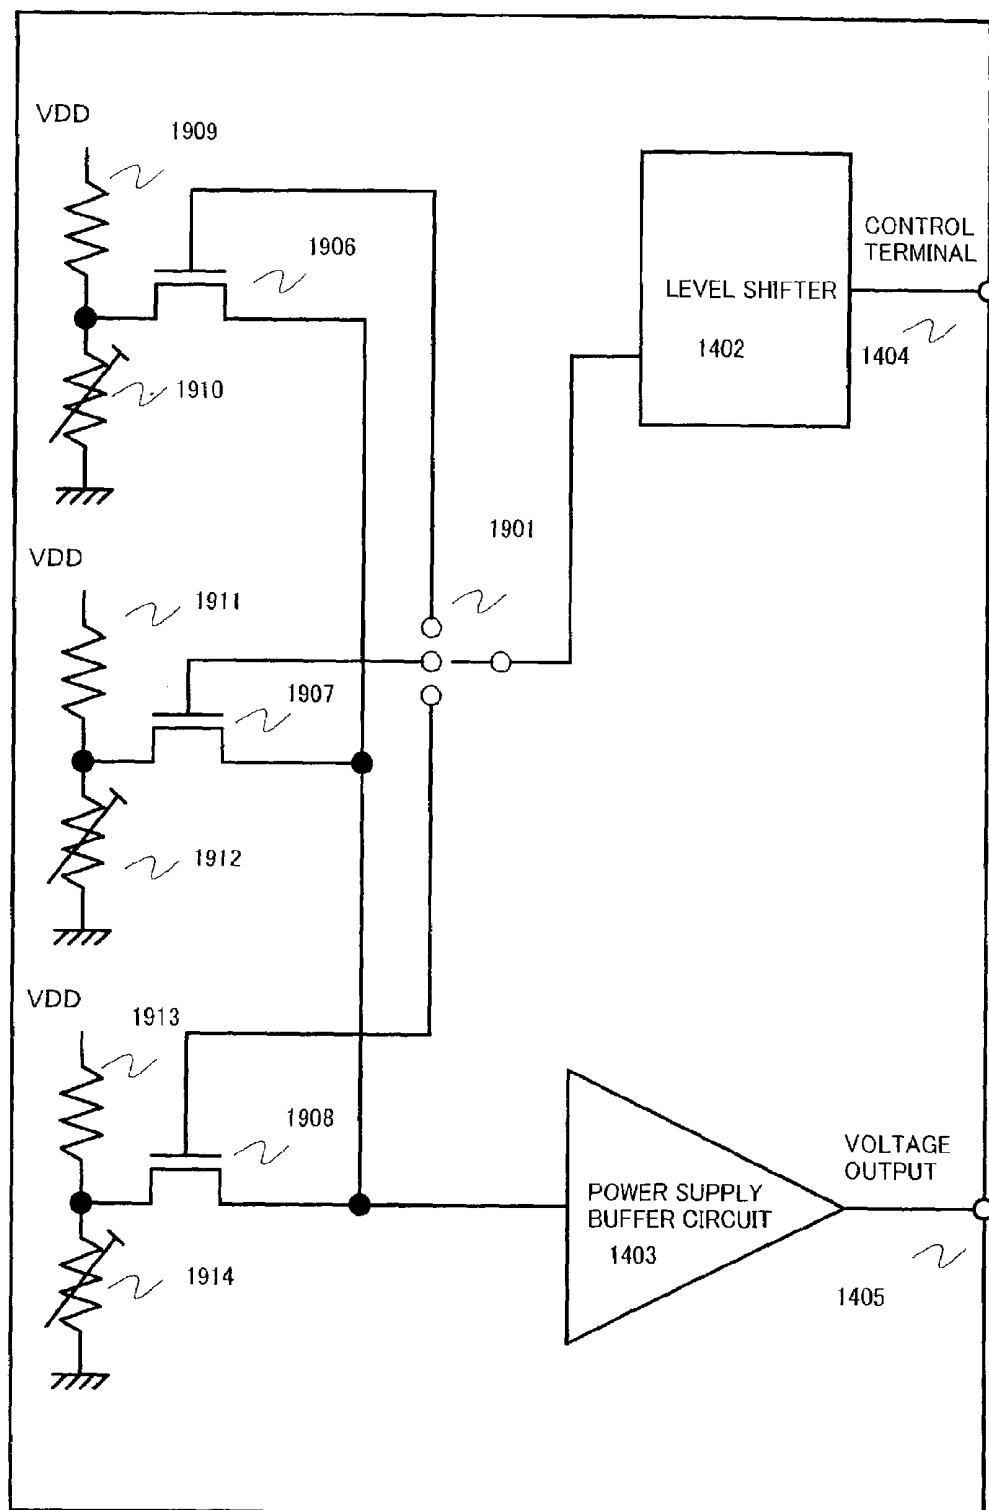 VDD
1909
1906
1910
CONTROL
TERMINAL
LEVEL SHIFTER
1402
1404
1901
VDD
1911
1907
1912
VDD
1913
1908
1914
POWER SUPPLY
BUFFER CIRCUIT
1403
VOLTAGE
OUTPUT
1405